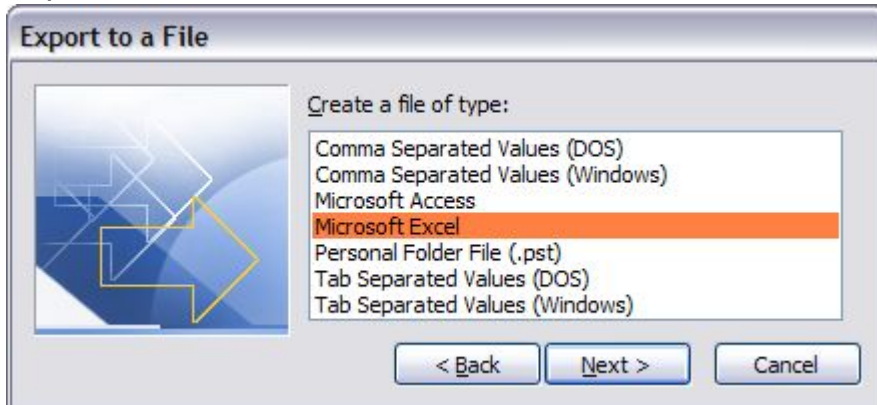 Export to a File
Create a file of type:
Comma Separated Values (DOS)
Comma Separated Values (Windows)
Microsoft Access
Microsoft Excel
Personal Folder File (.pst)
Tab Separated Values (DOS)
Tab Separated Values (Windows)
< Back Next > Cancel